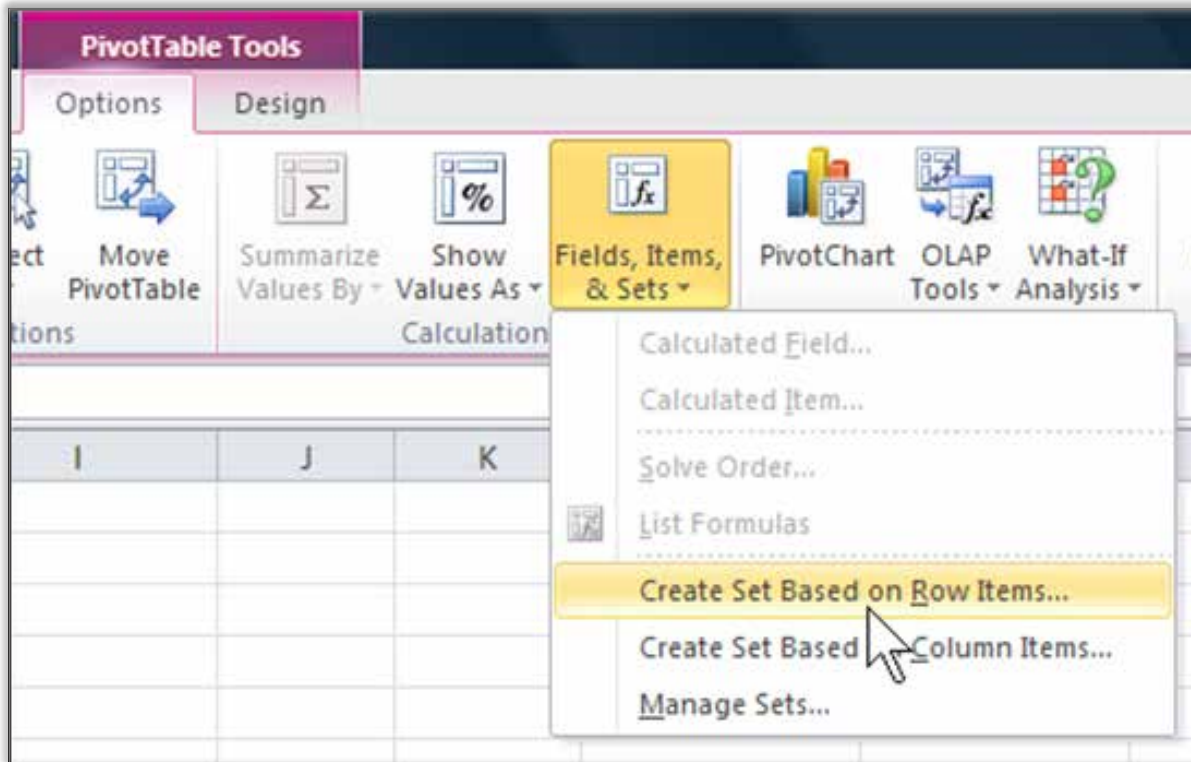 PivotTable Tools
Options Design
Move PivotTable
Summarize Values By
Show Values As
Fields, Items, & Sets
PivotChart
OLAP Tools
What-If Analysis
Calculation
I J K
Calculated Field...
Calculated Item...
Solve Order...
List Formulas
Create Set Based on Row Items...
Create Set Based Column Items...
Manage Sets...